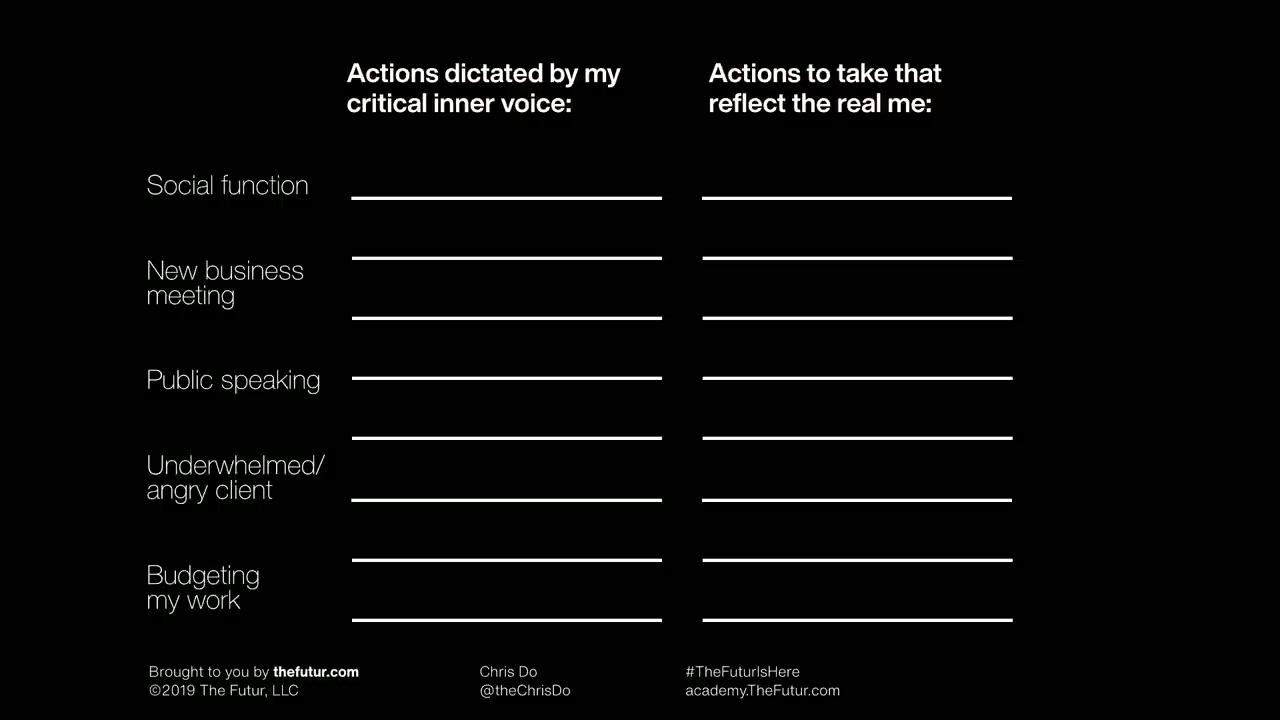 Actions dictated by my
critical inner voice:
Actions to take that
reflect the real me:
Social function
New business
meeting
Public speaking
Underwhelmed/
angry client
Budgeting
my work
Brought to you by thefutur.com
©2019 The Futur, LLC
Chris Do
@theChrisDo
#TheFuturIsHere
academy.TheFutur.com